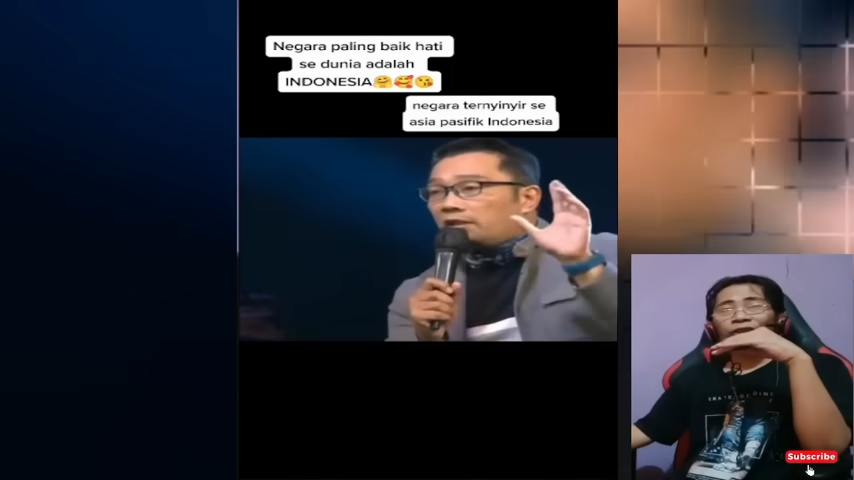 Negara paling baik hati
se dunia adalah
INDONESIA🤗🥰😘
negara ternyinyir se
asia pasifik Indonesia
Subscribe